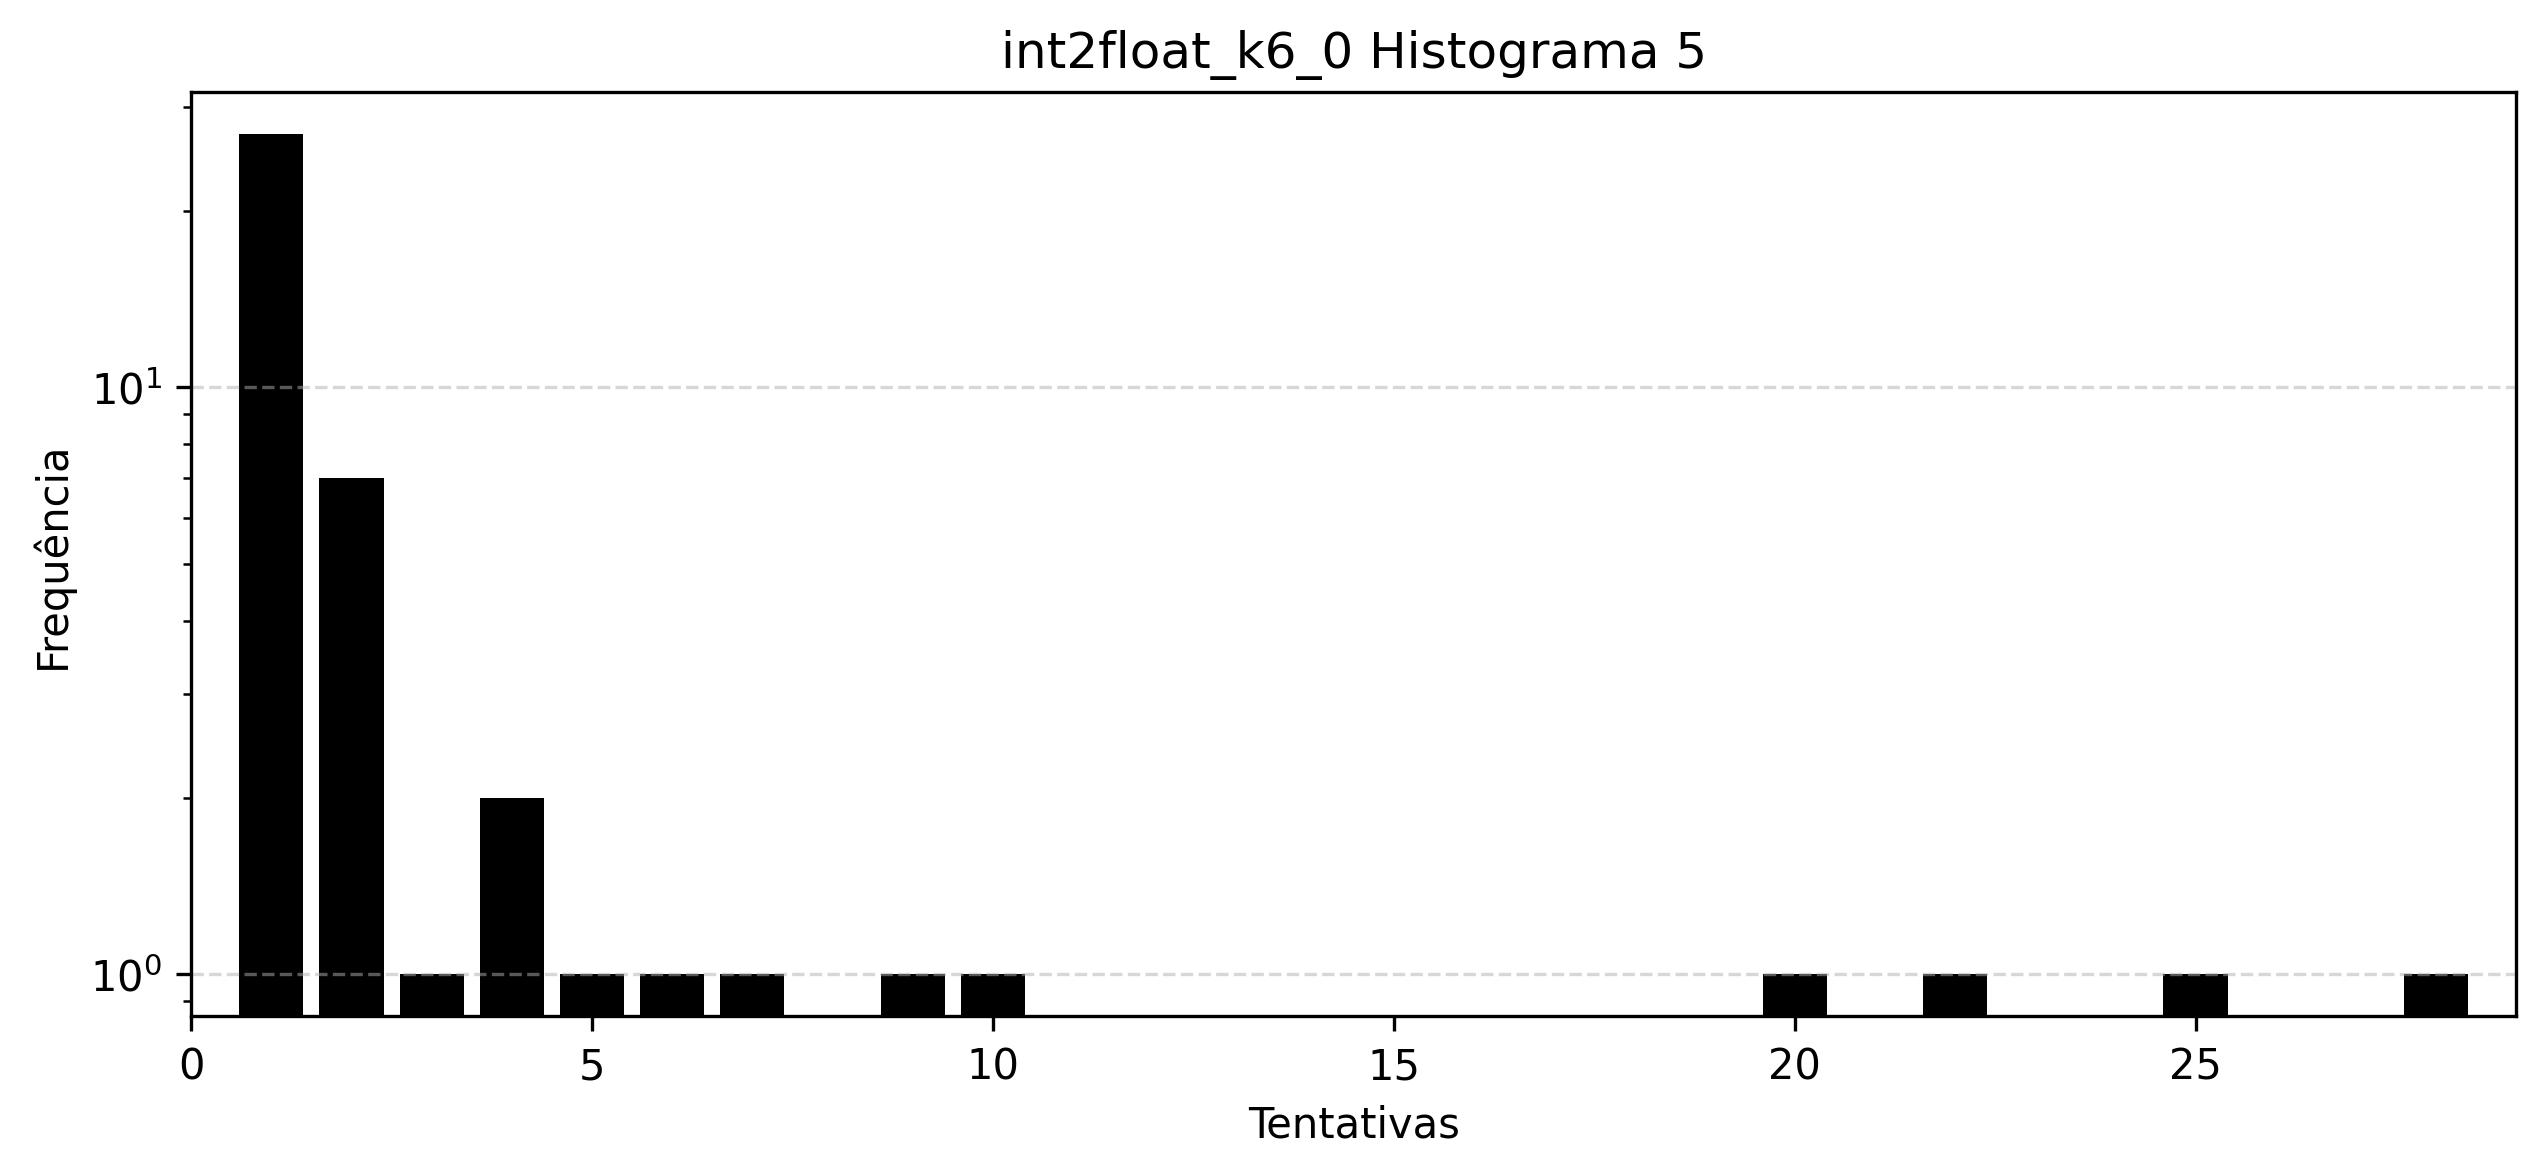 int2float_k6_0 Histograma 5
Frequência
10¹
10⁰
0 5 10 15 20 25
Tentativas